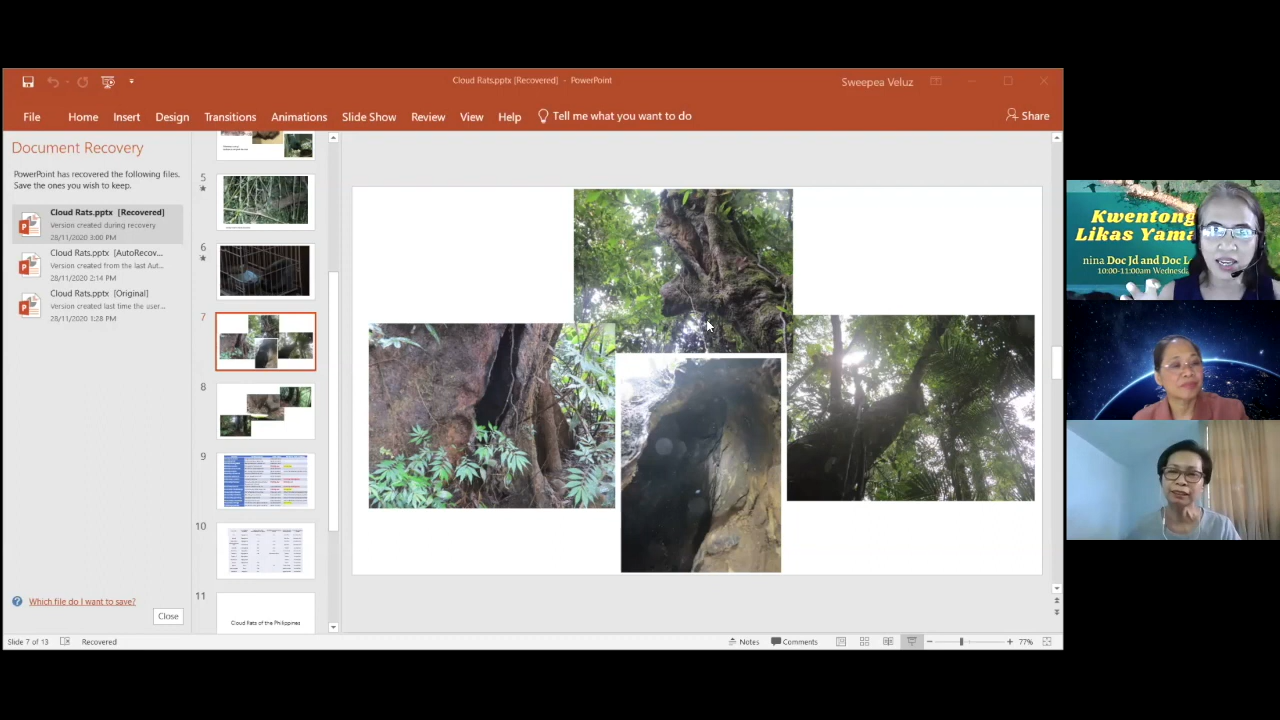 Cloud Rats.pptx [Recovered] - PowerPoint
Sweepea Veluz
File Home Insert Design Transitions Animations Slide Show Review View Help Tell me what you want to do
Share
Document Recovery
PowerPoint has recovered the following files.
Save the ones you wish to keep.
Cloud Rats.pptx [Recovered]
Version created during recovery
28/11/2020 3:00 PM
Cloud Rats.pptx [AutoRecov...
Version created from the last Aut...
28/11/2020 2:14 PM
Cloud Rats.pptx [Original]
Version created last time the user...
28/11/2020 1:28 PM
Which file do I want to save?
Close
5
6
7
8
9
10
11
Cloud Rats of the Philippines
Slide 7 of 13 Recovered
Notes Comments
77%
Kwentong
Likas Yama
nina Doc Jd and Doc L
10:00-11:00am Wednesda